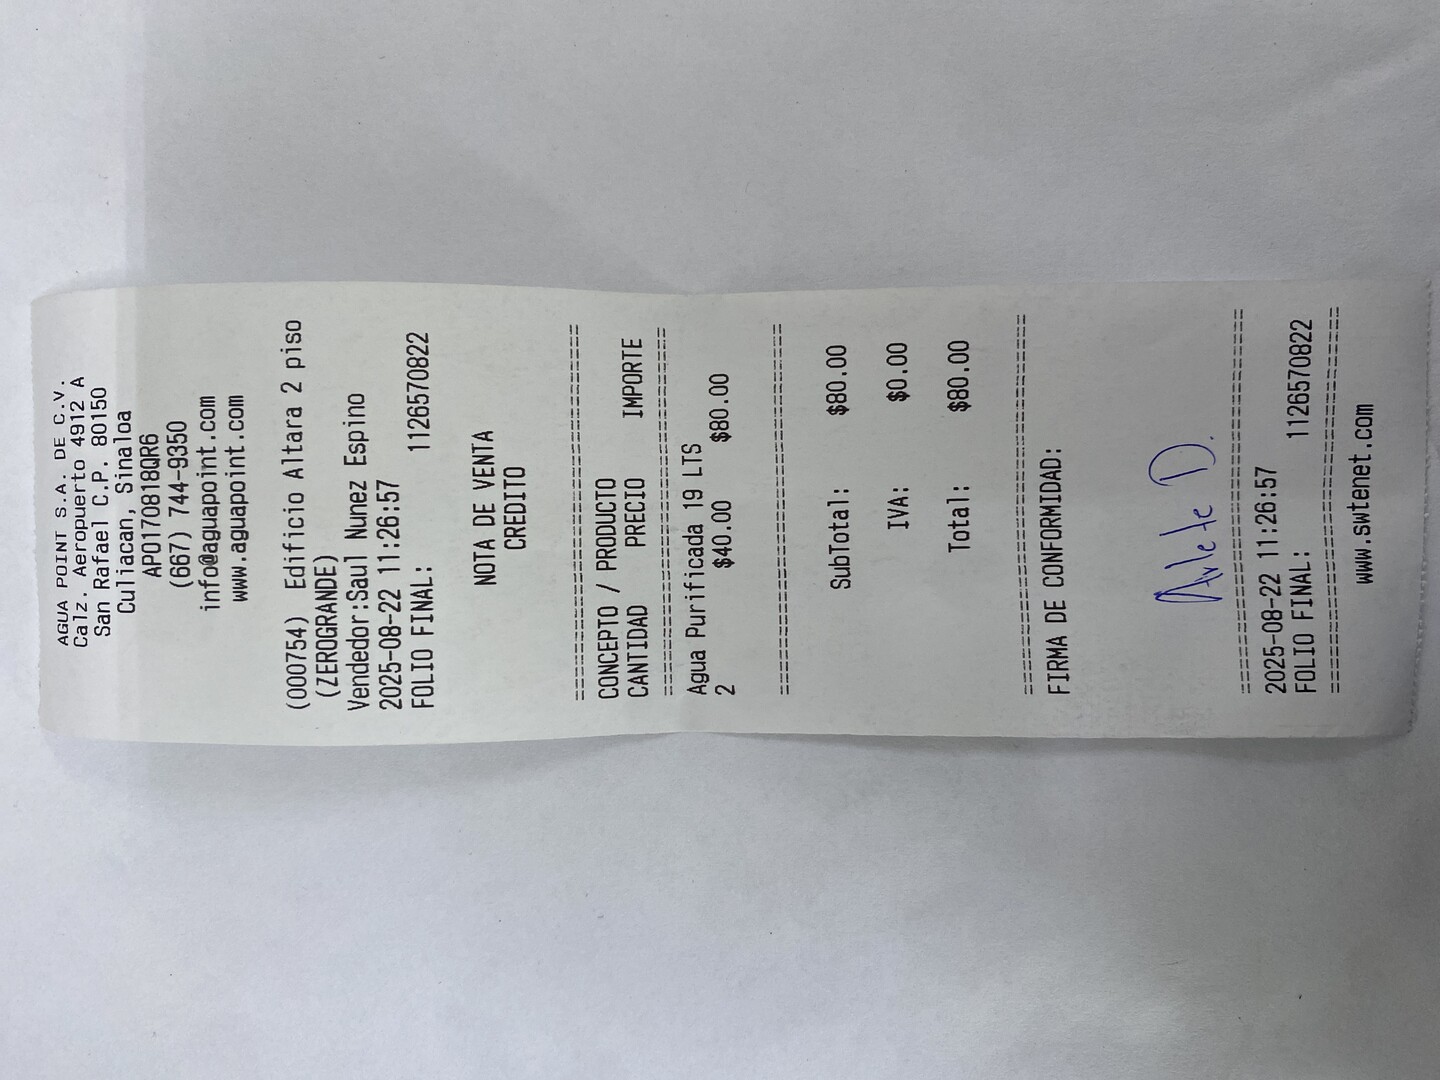 AGUA POINT S.A. DE C.V.
Calz. Aeropuerto 4912 A
San Rafael C.P. 80150
Culiacan, Sinaloa
APO170818QR6
(667) 744-9350
info@aguapoint.com
www.aguapoint.com
(000754) Edificio Altara 2 piso
(ZEROGRANDE)
Vendedor:Saul Nunez Espino
2025-08-22 11:26:57
FOLIO FINAL: 1126570822
NOTA DE VENTA
CREDITO
CONCEPTO / PRODUCTO
CANTIDAD PRECIO IMPORTE
Agua Purificada 19 LTS
2 $40.00 $80.00
SubTotal: $80.00
IVA: $0.00
Total: $80.00
FIRMA DE CONFORMIDAD:
Arlete D.
2025-08-22 11:26:57
FOLIO FINAL: 1126570822
www.swtenet.com